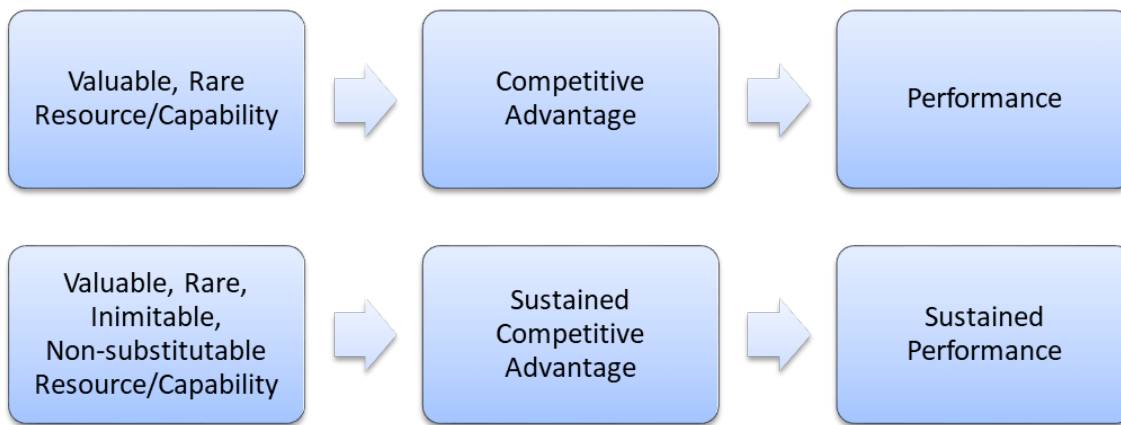 Valuable, Rare
Resource/Capability
Competitive
Advantage
Performance
Valuable, Rare,
Inimitable,
Non-substitutable
Resource/Capability
Sustained
Competitive
Advantage
Sustained
Performance